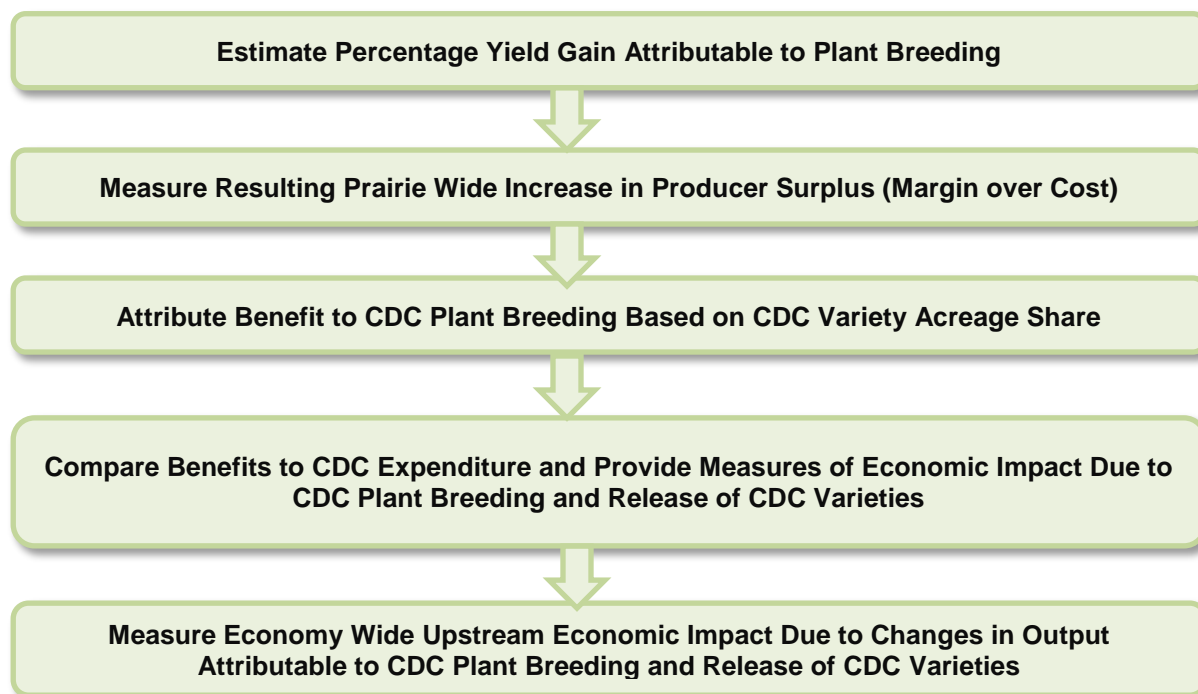 Estimate Percentage Yield Gain Attributable to Plant Breeding
Measure Resulting Prairie Wide Increase in Producer Surplus (Margin over Cost)
Attribute Benefit to CDC Plant Breeding Based on CDC Variety Acreage Share
Compare Benefits to CDC Expenditure and Provide Measures of Economic Impact Due to
CDC Plant Breeding and Release of CDC Varieties
Measure Economy Wide Upstream Economic Impact Due to Changes in Output
Attributable to CDC Plant Breeding and Release of CDC Varieties